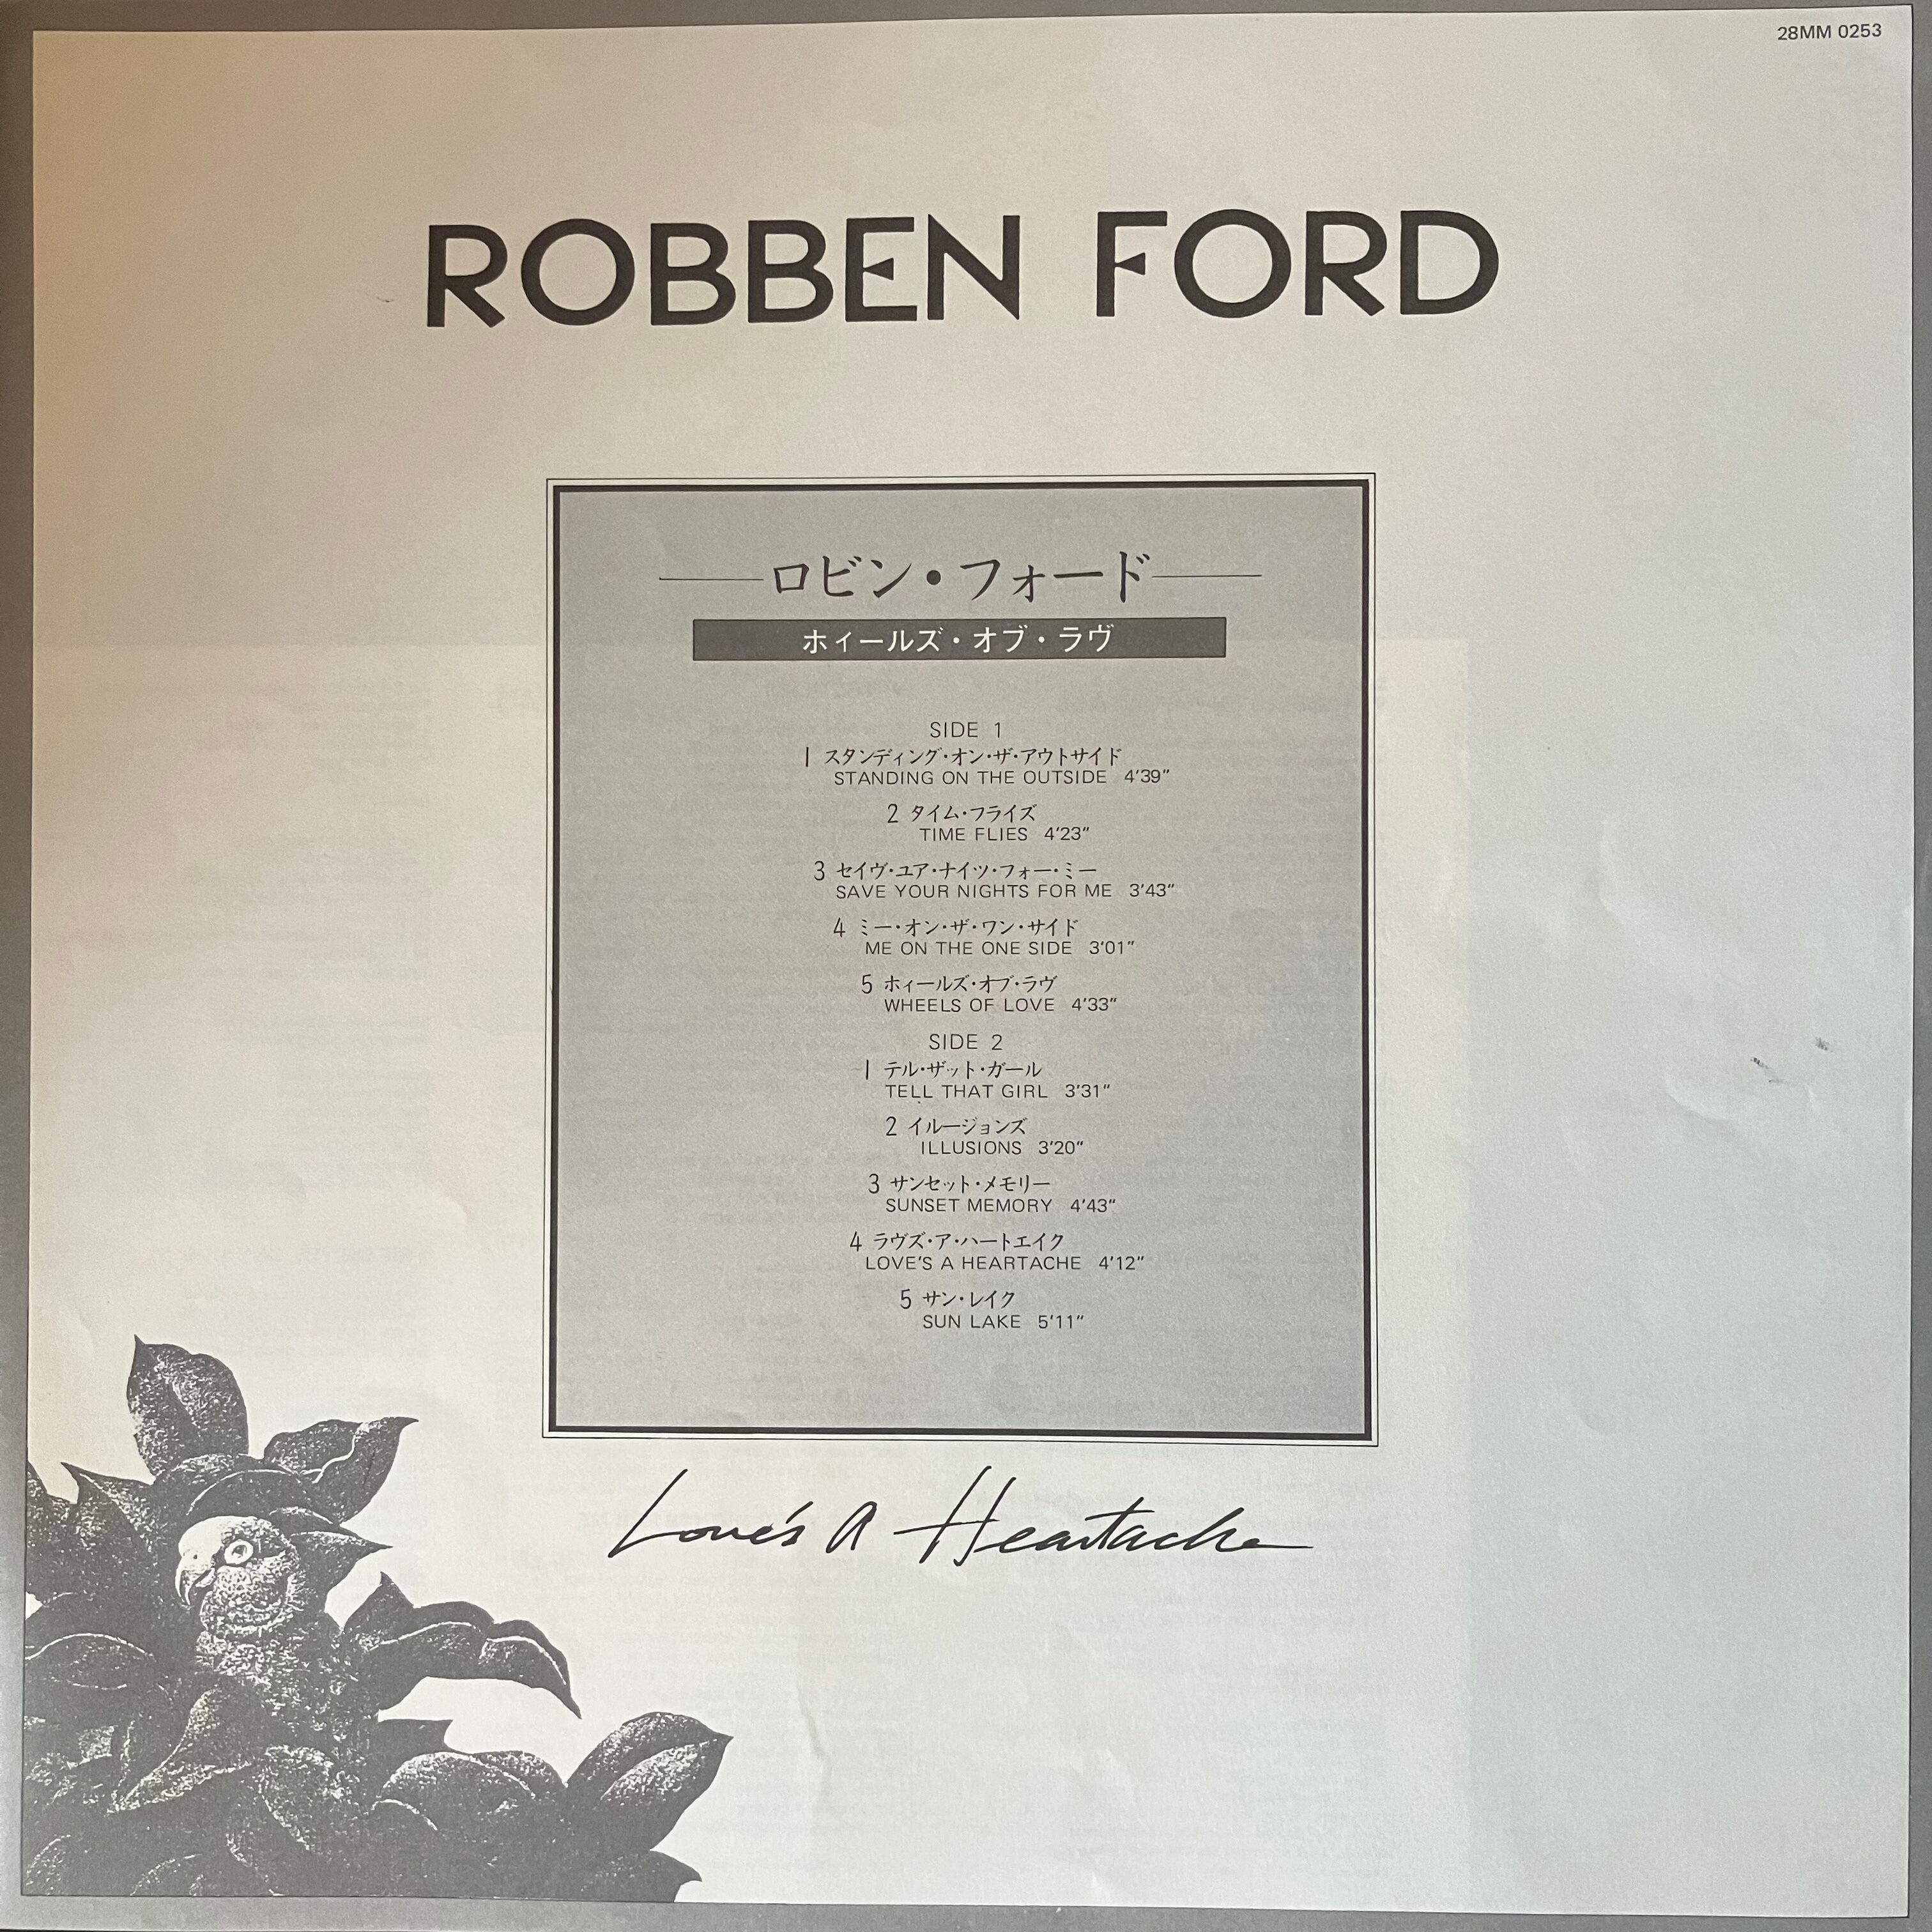 28MM 0253
ROBBEN FORD
ロビン・フォード
ホィールズ・オブ・ラヴ
SIDE 1
1 スタンディング・オン・ザ・アウトサイド
STANDING ON THE OUTSIDE 4'39"
2 タイム・フライズ
TIME FLIES 4'23"
3 セイヴ・ユア・ナイツ・フォー・ミー
SAVE YOUR NIGHTS FOR ME 3'43"
4 ミー・オン・ザ・ワン・サイド
ME ON THE ONE SIDE 3'01"
5 ホィールズ・オブ・ラヴ
WHEELS OF LOVE 4'33"
SIDE 2
1 テル・ザット・ガール
TELL THAT GIRL 3'31"
2 イルージョンズ
ILLUSIONS 3'20"
3 サンセット・メモリー
SUNSET MEMORY 4'43"
4 ラヴズ・ア・ハートエイク
LOVE'S A HEARTACHE 4'12"
5 サン・レイク
SUN LAKE 5'11"
Love's A Heartache